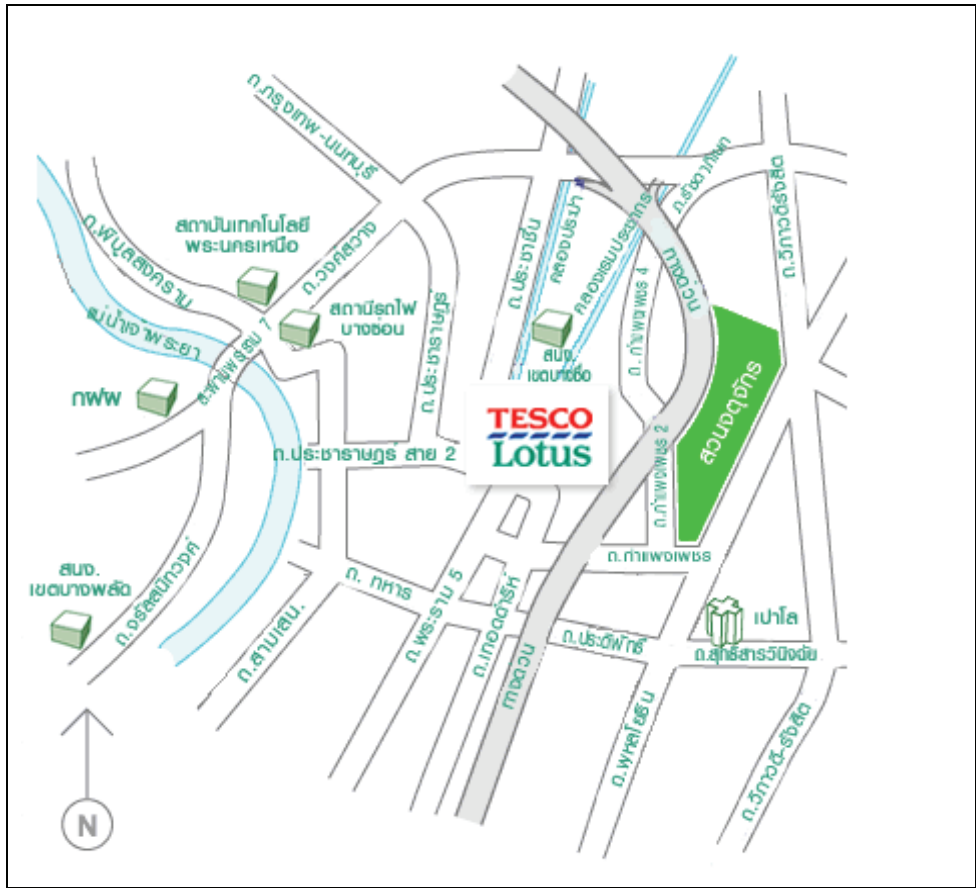 ถ.กรุงเทพ-นนทบุรี
ถ.พิบูลสงคราม
สถาบันเทคโนโลยี
พระนครเหนือ
ถ.วงศสว่าง
แม่น้ำเจ้าพระยา
สะพานพระราม 7
สถานีรถไฟ
บางซ่อน
กฟผ
ถ.ประชาราษฎร์
ถ.ประชาชื่น
คลองประปา
คลองเปรมประชากร
ถ.รัชดาภิเษก
ถ.วิภาวดีรังสิต
ทางด่วน
ถ.กำแพงเพชร 4
สนง.
เขตบางซื่อ
TESCO
Lotus
สวนจตุจักร
ถ.ประชาราษฎร์ สาย 2
ถ.กำแพงเพชร 2
ถ.กำแพงเพชร
สนง.
เขตบางพลัด
ถ.จรัลสนิทวงศ์
ถ. ทหาร
ถ.สามเสน.
ถ.พระราม 5
ถ.เทอดดำริห์
ทางด่วน
ถ.ประดิพัทธิ์
เปาโล
ถ.สุทธิสารวินิจฉัย
ถ.พหลโยธิน
ถ.วิภาวดี-รังสิต
N